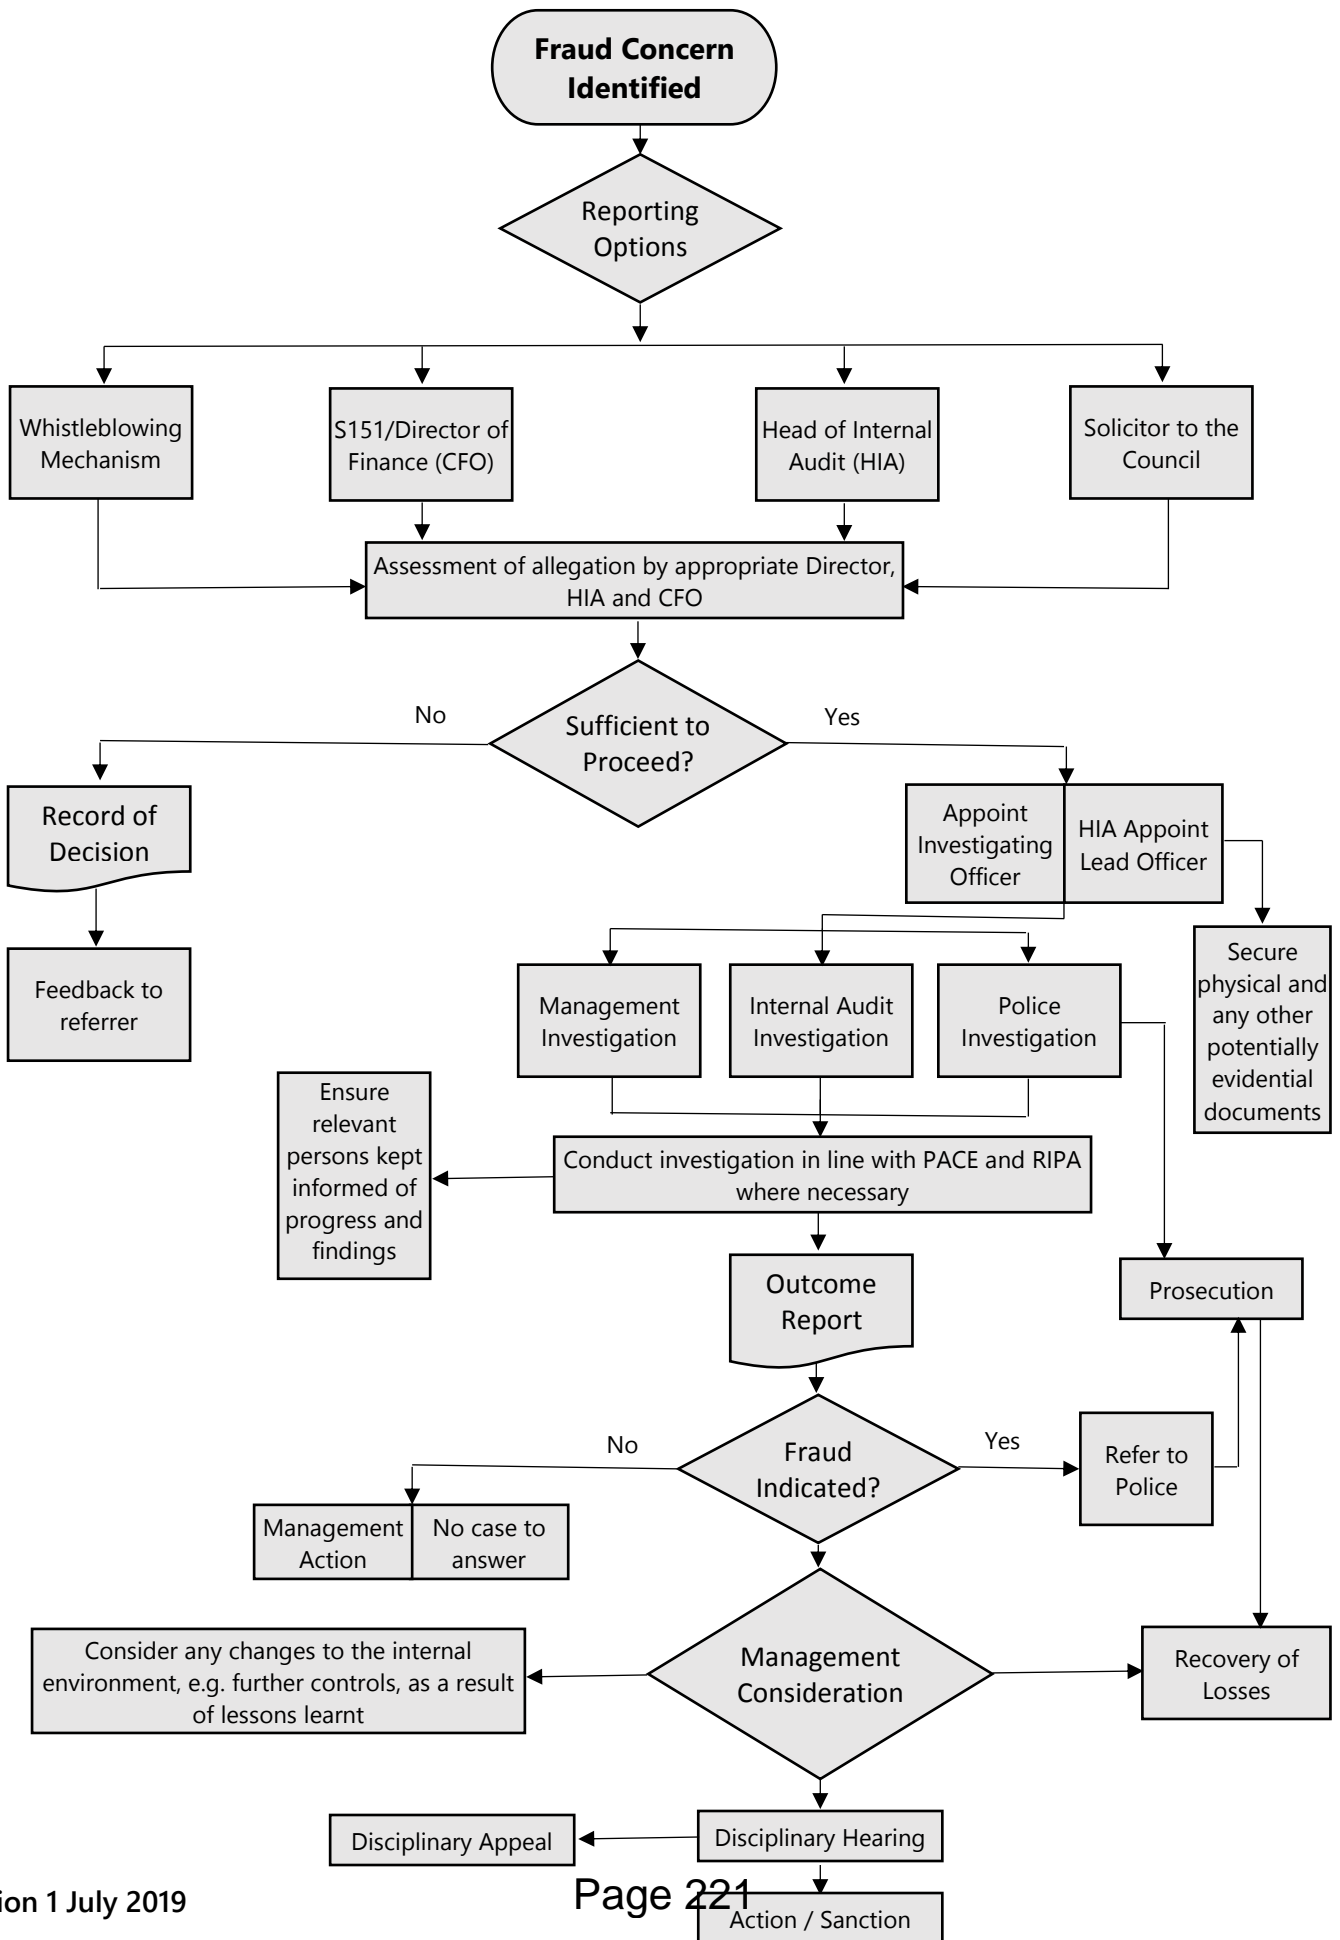 Fraud Concern
Identified
Reporting
Options
Whistleblowing
Mechanism
S151/Director of
Finance (CFO)
Head of Internal
Audit (HIA)
Solicitor to the
Council
Assessment of allegation by appropriate Director,
HIA and CFO
No
Sufficient to
Proceed?
Yes
Record of
Decision
Appoint
Investigating
Officer
HIA Appoint
Lead Officer
Feedback to
referrer
Management
Investigation
Internal Audit
Investigation
Police
Investigation
Secure
physical and
any other
potentially
evidential
documents
Ensure
relevant
persons kept
informed of
progress and
findings
Conduct investigation in line with PACE and RIPA
where necessary
Outcome
Report
Prosecution
No
Fraud
Indicated?
Yes
Refer to
Police
Management
Action
No case to
answer
Consider any changes to the internal
environment, e.g. further controls, as a result
of lessons learnt
Management
Consideration
Recovery of
Losses
Disciplinary Appeal
Disciplinary Hearing
ion 1 July 2019
Page 221
Action / Sanction